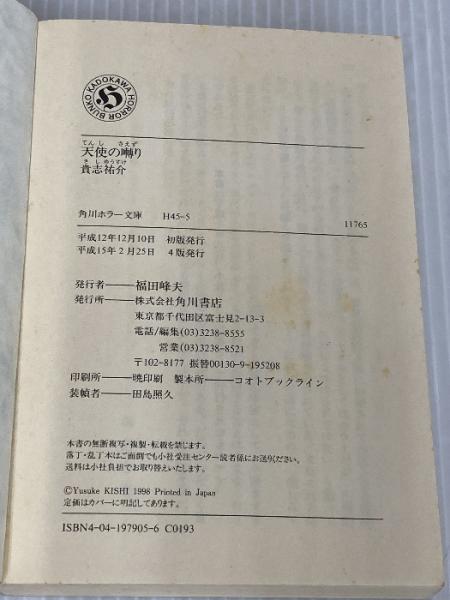 BUNKO KADOKAWA HORROR
H
てんし さえず
天使の囀り
きしゆうすけ
貴志祐介
角川ホラー文庫 H45-5
11765
平成12年12月10日 初版発行
平成15年2月25日 4版発行
発行者――福田峰夫
発行所――株式会社角川書店
東京都千代田区富士見2-13-3
電話/編集(03)3238-8555
営業(03)3238-8521
〒102-8177 振替00130-9-195208
印刷所――暁印刷 製本所――コオトブックライン
装幀者――田島照久
本書の無断複写・複製・転載を禁じます。
落丁・乱丁本はご面倒でも小社受注センター読者係にお送りください。
送料は小社負担でお取り替えいたします。
©Yusuke KISHI 1998 Printed in Japan
定価はカバーに明記してあります。
ISBN4-04-197905-6 C0193